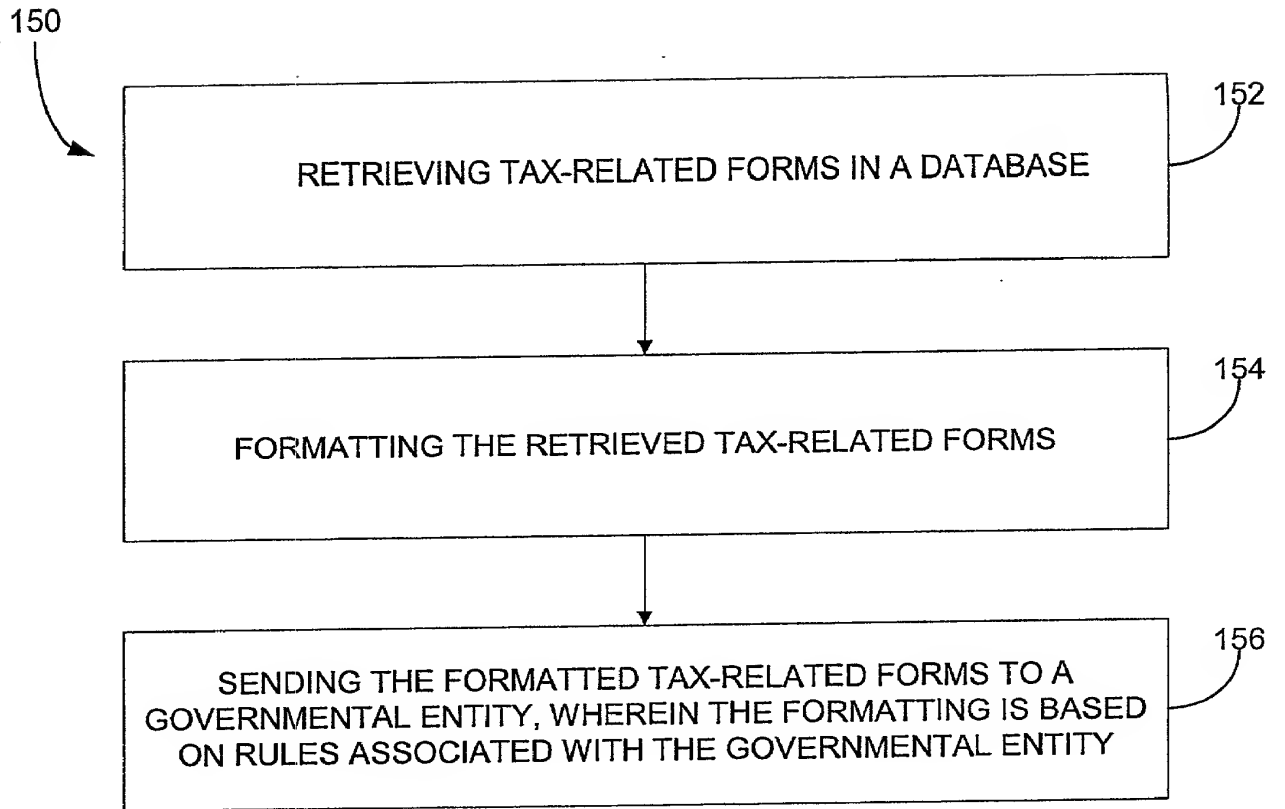 150
152
RETRIEVING TAX-RELATED FORMS IN A DATABASE
154
FORMATTING THE RETRIEVED TAX-RELATED FORMS
156
SENDING THE FORMATTED TAX-RELATED FORMS TO A
GOVERNMENTAL ENTITY, WHEREIN THE FORMATTING IS BASED
ON RULES ASSOCIATED WITH THE GOVERNMENTAL ENTITY